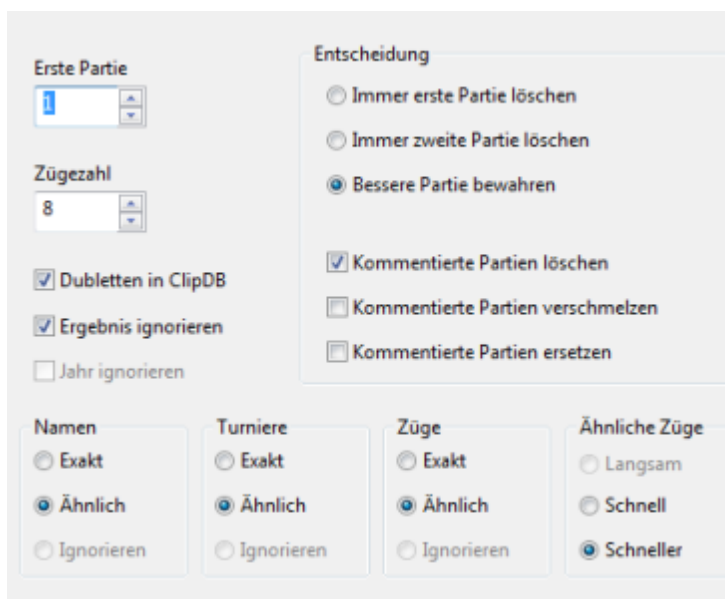 Erste Partie
1
Zügezahl
8
Dubletten in ClipDB
Ergebnis ignorieren
Jahr ignorieren
Entscheidung
Immer erste Partie löschen
Immer zweite Partie löschen
Bessere Partie bewahren
Kommentierte Partien löschen
Kommentierte Partien verschmelzen
Kommentierte Partien ersetzen
Namen
Exakt
Ähnlich
Ignorieren
Turniere
Exakt
Ähnlich
Ignorieren
Züge
Exakt
Ähnlich
Ignorieren
Ähnliche Züge
Langsam
Schnell
Schneller